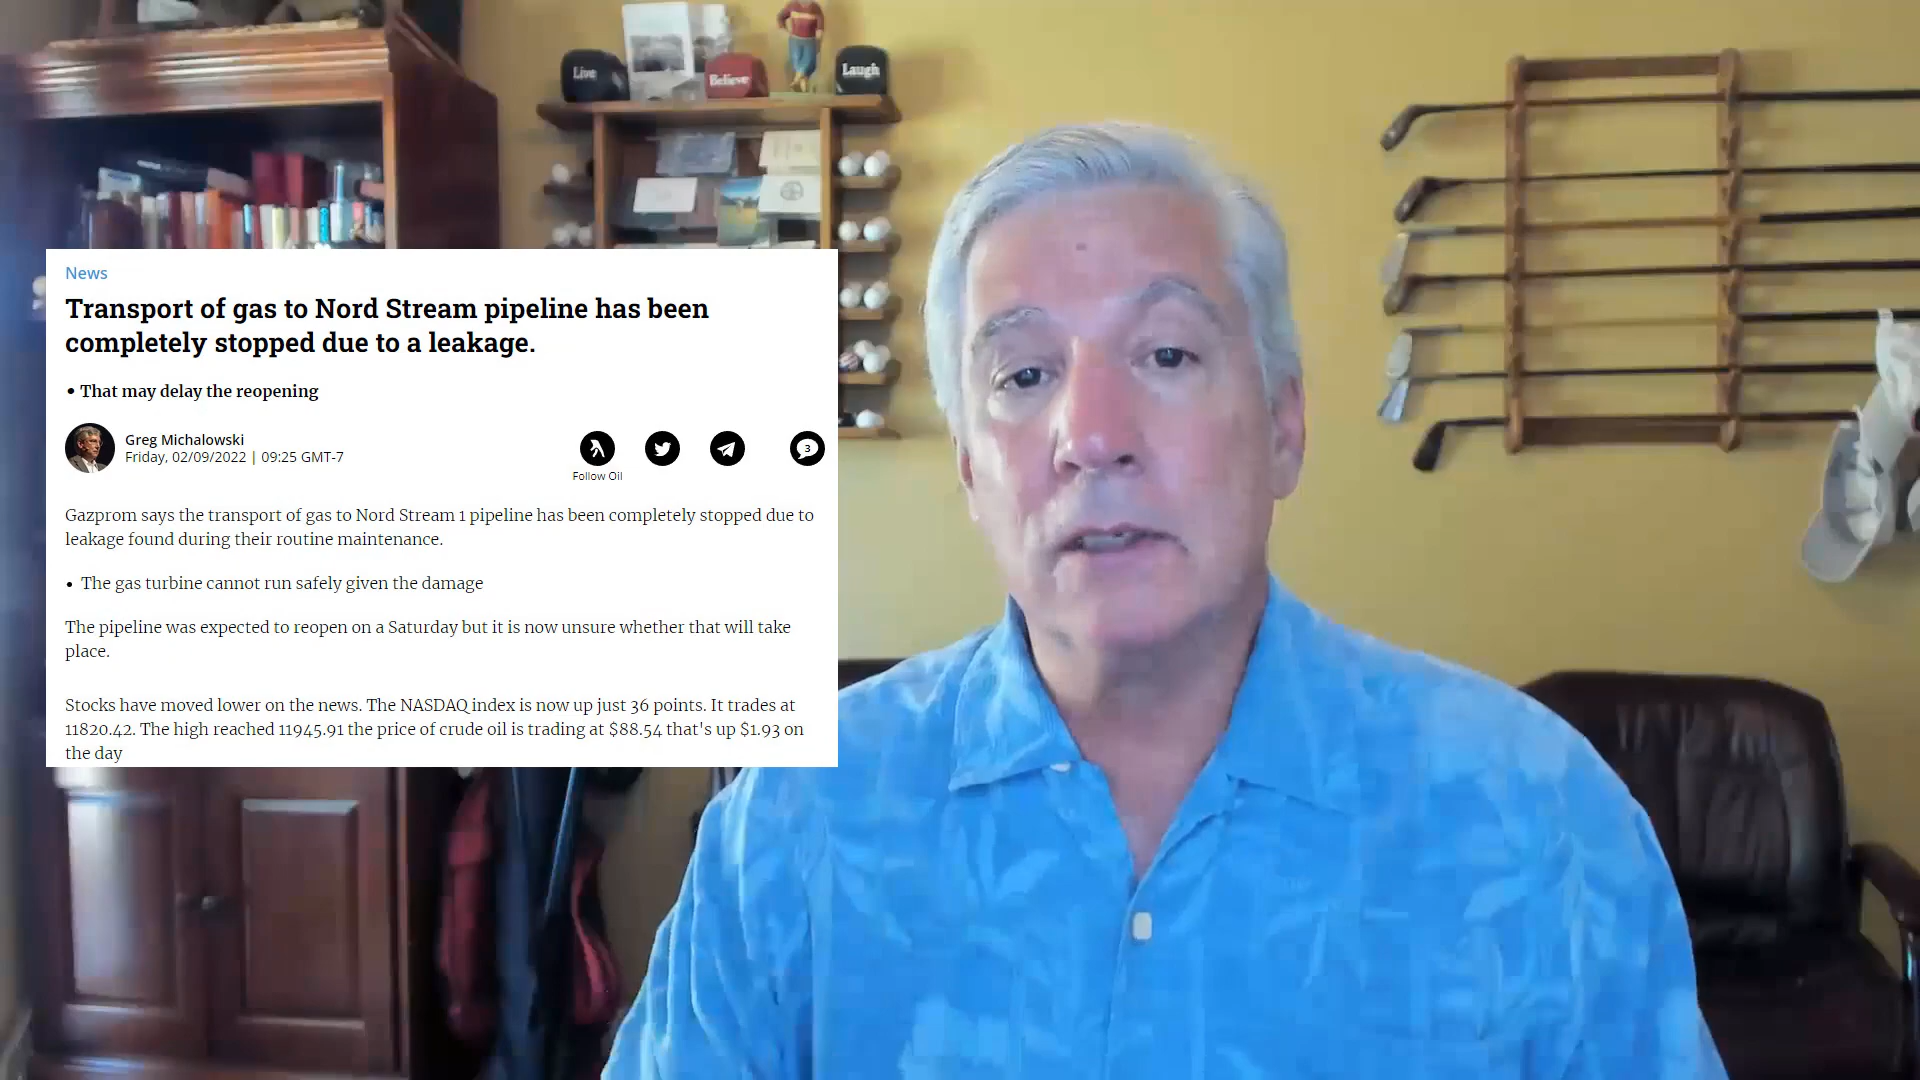 Live
Believe
Laugh
News
Transport of gas to Nord Stream pipeline has been
completely stopped due to a leakage.
• That may delay the reopening
Greg Michalowski
Friday, 02/09/2022 | 09:25 GMT-7
3
Follow Oil
Gazprom says the transport of gas to Nord Stream 1 pipeline has been completely stopped due to
leakage found during their routine maintenance.
• The gas turbine cannot run safely given the damage
The pipeline was expected to reopen on a Saturday but it is now unsure whether that will take
place.
Stocks have moved lower on the news. The NASDAQ index is now up just 36 points. It trades at
11820.42. The high reached 11945.91 the price of crude oil is trading at $88.54 that's up $1.93 on
the day